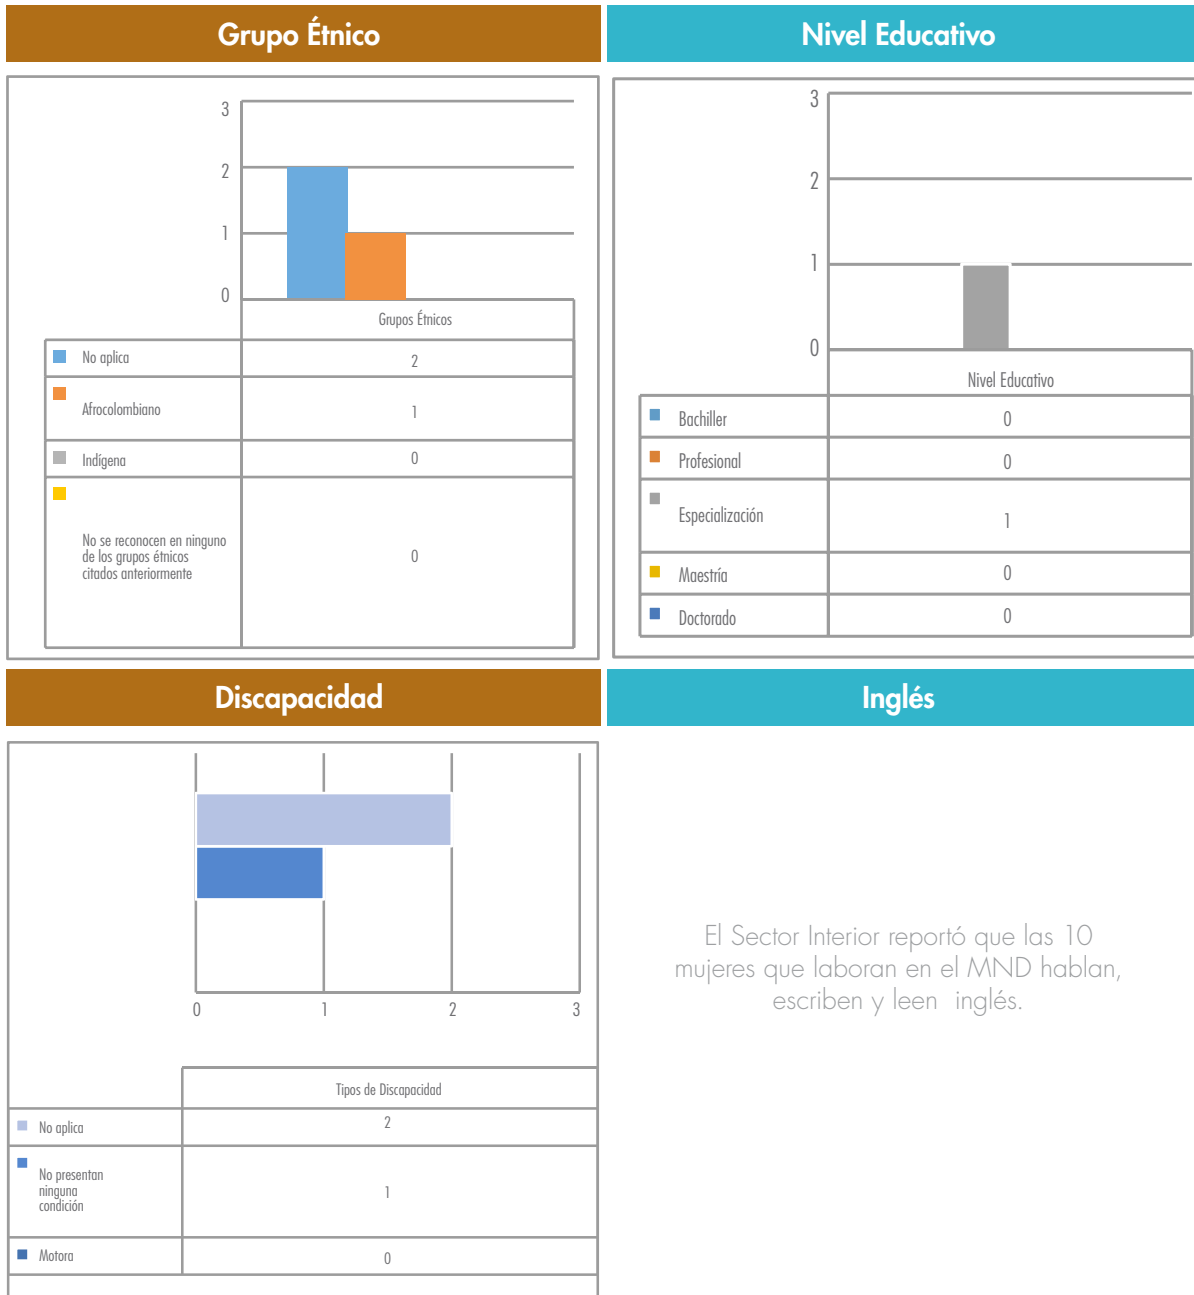 Grupo Étnico
3
2
1
0
Grupos Étnicos
No aplica 2
Afrocolombiano 1
Indígena 0
No se reconocen en ninguno
de los grupos étnicos 0
citados anteriormente
Nivel Educativo
3
2
1
0
Nivel Educativo
Bachiller 0
Profesional 0
Especialización 1
Maestría 0
Doctorado 0
Discapacidad
0 1 2 3
Tipos de Discapacidad
No aplica 2
No presentan
ninguna 1
condición
Motora 0
Inglés
El Sector Interior reportó que las 10
mujeres que laboran en el MND hablan,
escriben y leen inglés.